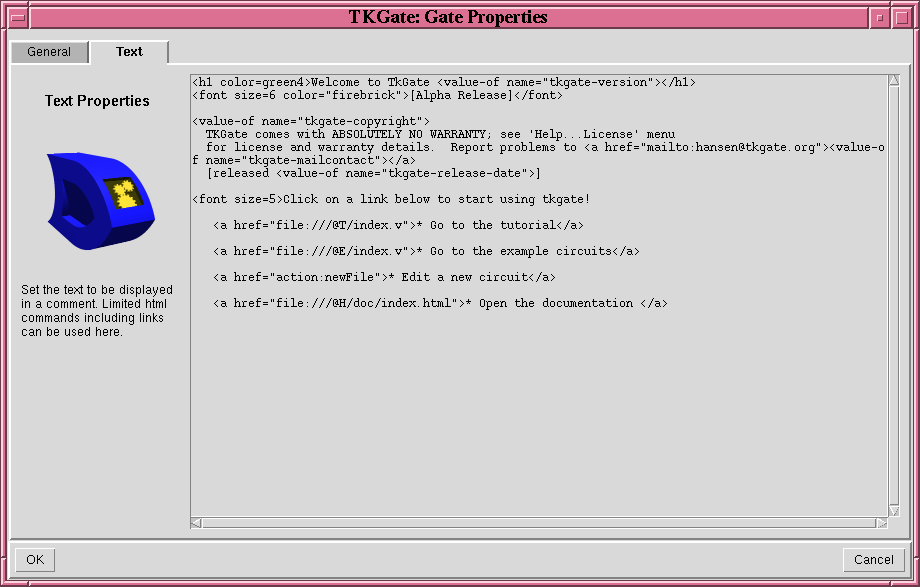 TKGate: Gate Properties
General
Text
Text Properties
Set the text to be displayed
in a comment. Limited html
commands including links
can be used here.
<h1 color=green4>Welcome to TkGate <value-of name="tkgate-version"></h1>
<font size=6 color="firebrick">[Alpha Release]</font>
<value-of name="tkgate-copyright">
  TKGate comes with ABSOLUTELY NO WARRANTY; see 'Help...License' menu
  for license and warranty details.  Report problems to <a href="mailto:hansen@tkgate.org"><value-o
f name="tkgate-mailcontact"></a>
  [released <value-of name="tkgate-release-date">]
<font size=5>Click on a link below to start using tkgate!
   <a href="file:///@T/index.v">* Go to the tutorial</a>
   <a href="file:///@E/index.v">* Go to the example circuits</a>
   <a href="action:newFile">* Edit a new circuit</a>
   <a href="file:///@H/doc/index.html">* Open the documentation </a>
OK
Cancel